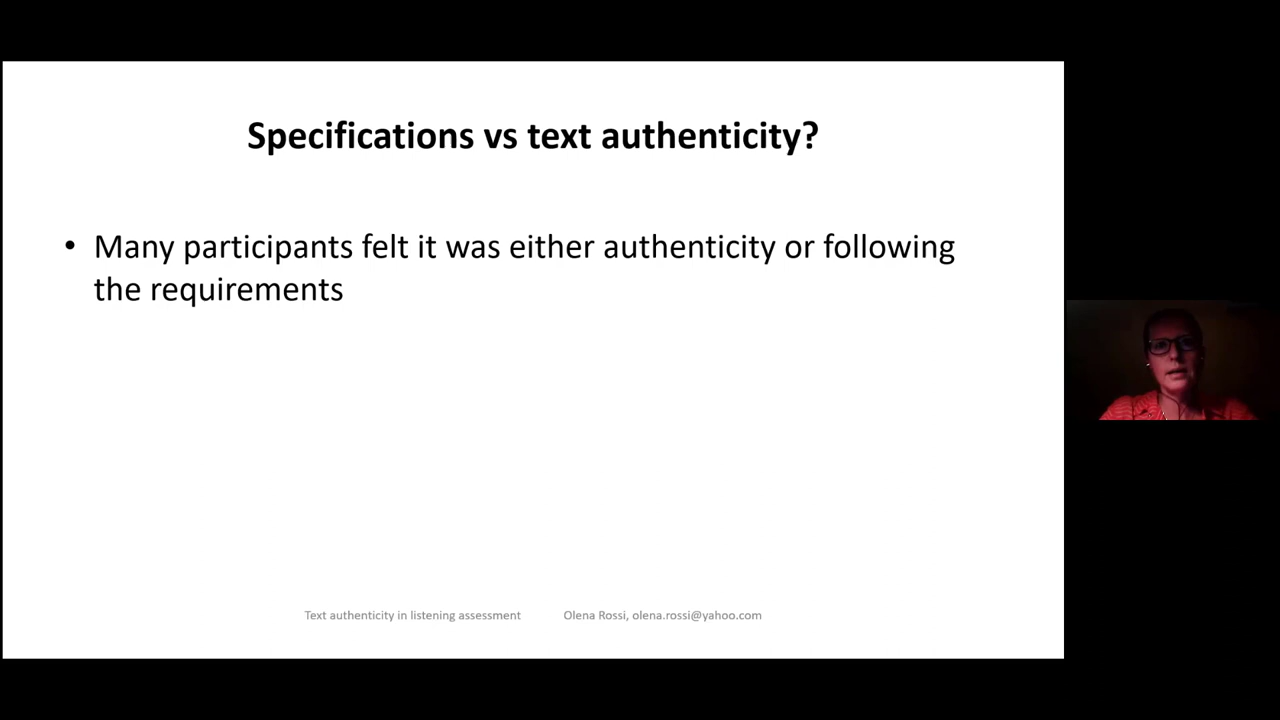 Specifications vs text authenticity?
• Many participants felt it was either authenticity or following
the requirements
Text authenticity in listening assessment Olena Rossi, olena.rossi@yahoo.com